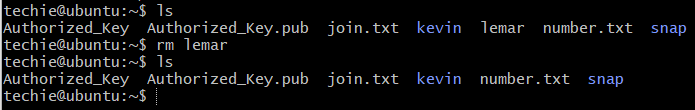 techie@ubuntu:~$ ls
Authorized_Key  Authorized_Key.pub  join.txt  kevin  lemar  number.txt  snap
techie@ubuntu:~$ rm lemar
techie@ubuntu:~$ ls
Authorized_Key  Authorized_Key.pub  join.txt  kevin  number.txt  snap
techie@ubuntu:~$